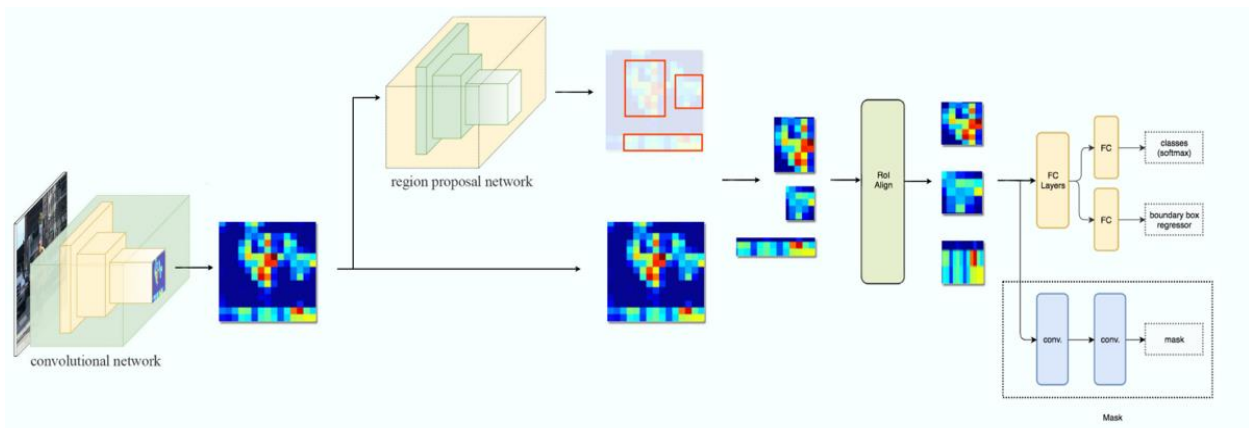 region proposal network
convolutional network
RoI
Align
FC
Layers
FC
classes
(softmax)
FC
boundary box
regressor
conv.
conv.
mask
Mask